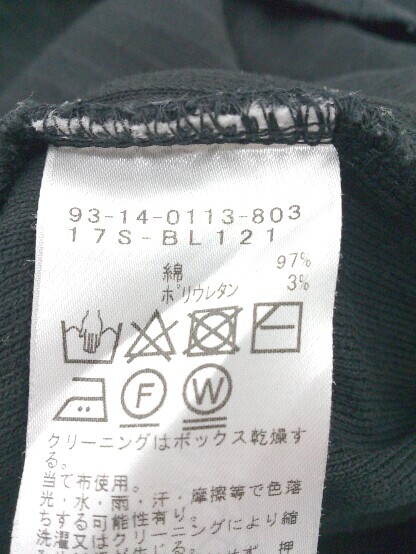 93-14-0113-803
17S-BL121
綿 97%
ポリウレタン 3%
F W
クリーニングはボックス乾燥す
る。
当て布使用。
光・水・雨・汗・摩擦等で色落
ちする可能性有り。
洗濯又はクリーニングにより縮